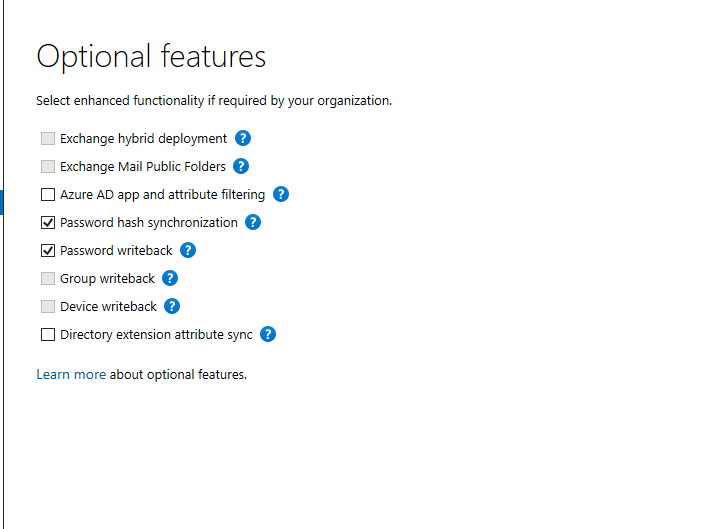 Optional features
Select enhanced functionality if required by your organization.
Exchange hybrid deployment ?
Exchange Mail Public Folders ?
Azure AD app and attribute filtering ?
Password hash synchronization ?
Password writeback ?
Group writeback ?
Device writeback ?
Directory extension attribute sync ?
Learn more about optional features.